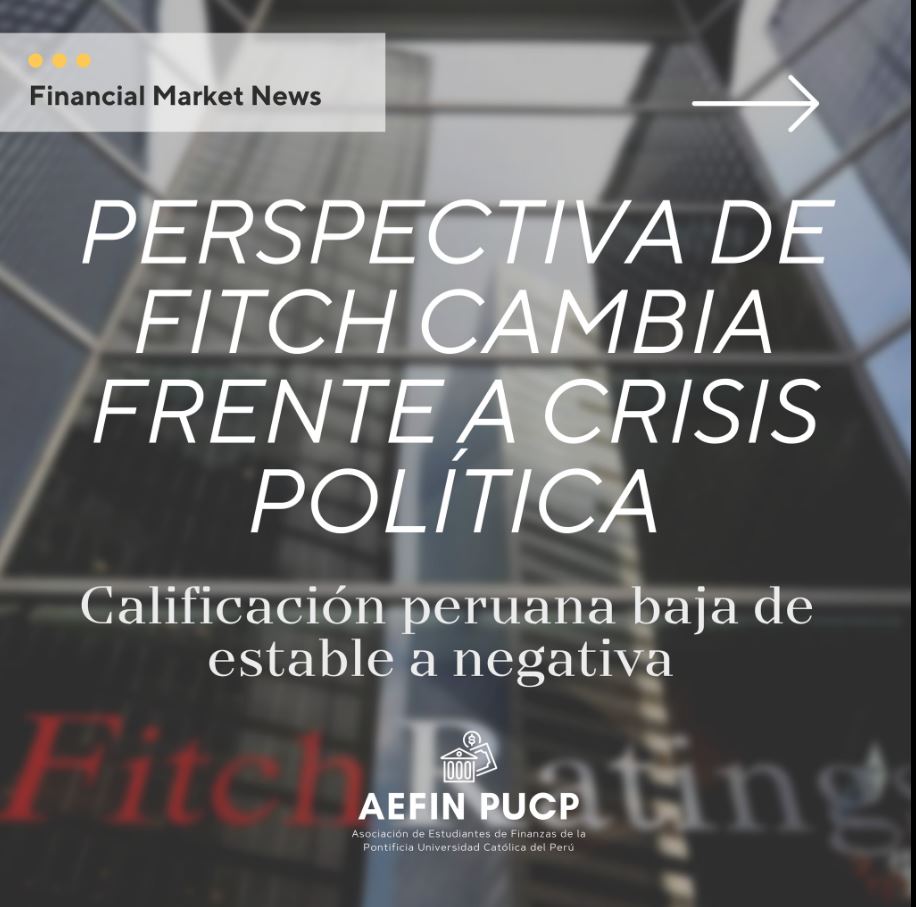 Financial Market News
PERSPECTIVA DE
FITCH CAMBIA
FRENTE A CRISIS
POLÍTICA
Calificación peruana baja de
estable a negativa
Fitch Ratings
AEFIN PUCP
Asociación de Estudiantes de Finanzas de la
Pontificia Universidad Católica del Perú